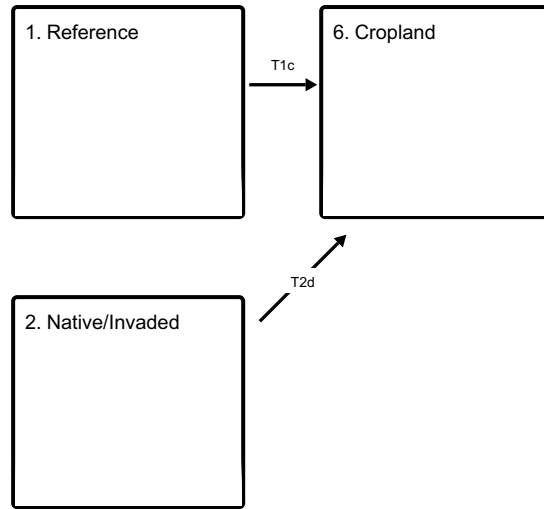 1. Reference
T1c
6. Cropland
T2d
2. Native/Invaded